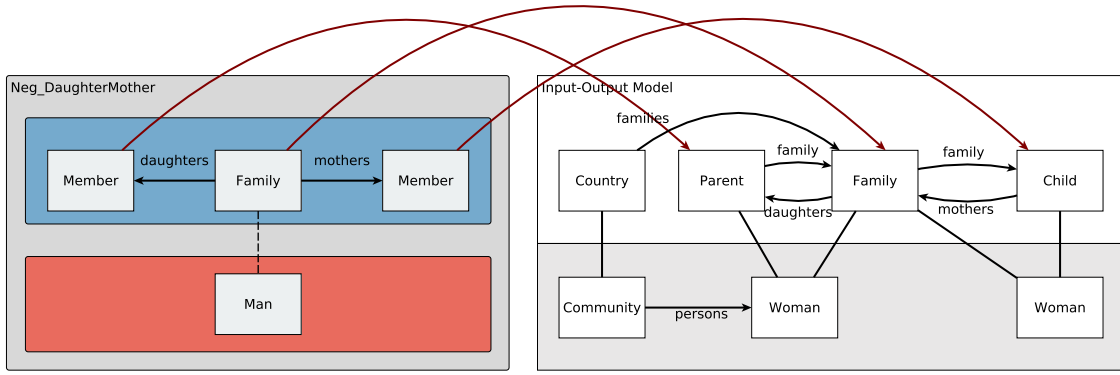 Neg_DaughterMother
Member
daughters
Family
mothers
Member
Man
Input-Output Model
families
Country
Parent
family
daughters
Family
family
mothers
Child
Community
persons
Woman
Woman